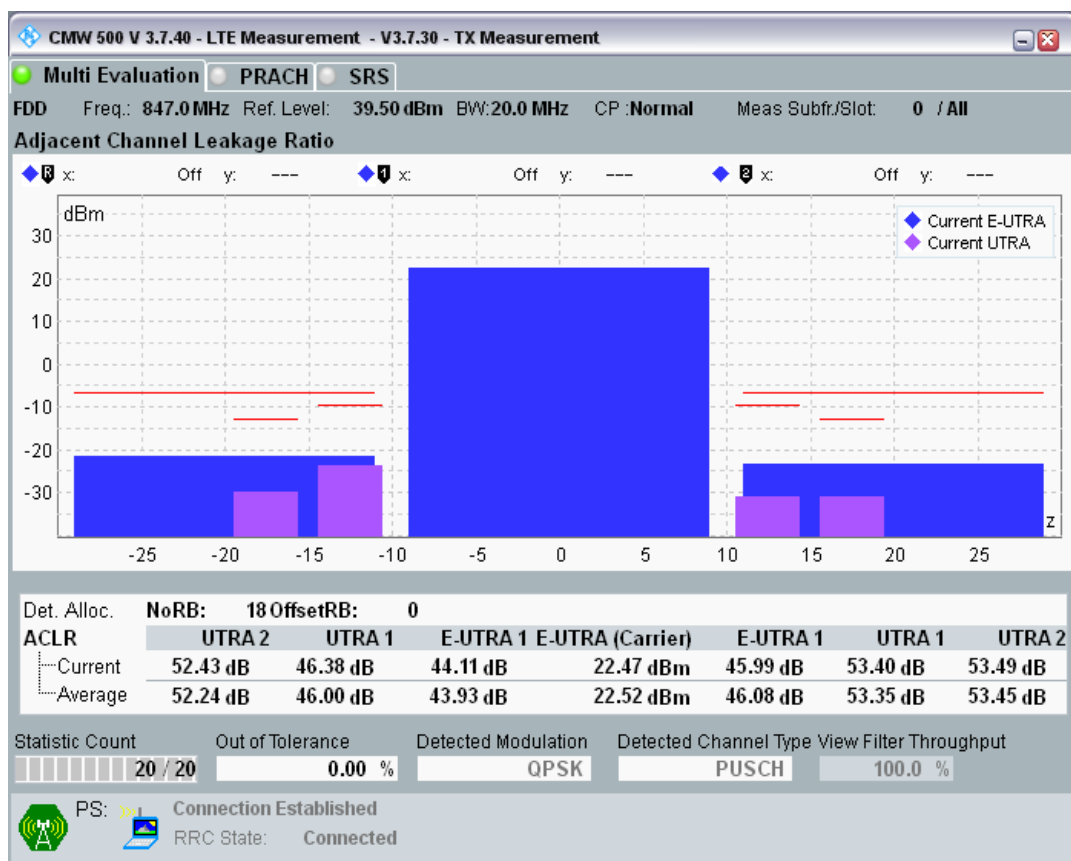 CMW 500 V 3.7.40 - LTE Measurement - V3.7.30 - TX Measurement
Multi Evaluation PRACH SRS
FDD Freq.: 847.0 MHz Ref. Level: 39.50 dBm BW:20.0 MHz CP :Normal Meas Subfr./Slot: 0 / All
Adjacent Channel Leakage Ratio
R x: Off y: --- 1 x: Off y: --- 2 x: Off y: ---
dBm
Current E-UTRA
Current UTRA
30
20
10
0
-10
-20
-30
z
-25 -20 -15 -10 -5 0 5 10 15 20 25
Det. Alloc. NoRB: 18 OffsetRB: 0
ACLR UTRA 2 UTRA 1 E-UTRA 1 E-UTRA (Carrier) E-UTRA 1 UTRA 1 UTRA 2
Current 52.43 dB 46.38 dB 44.11 dB 22.47 dBm 45.99 dB 53.40 dB 53.49 dB
Average 52.24 dB 46.00 dB 43.93 dB 22.52 dBm 46.08 dB 53.35 dB 53.45 dB
Statistic Count Out of Tolerance Detected Modulation Detected Channel Type View Filter Throughput
20 / 20 0.00 % QPSK PUSCH 100.0 %
PS: Connection Established
RRC State: Connected